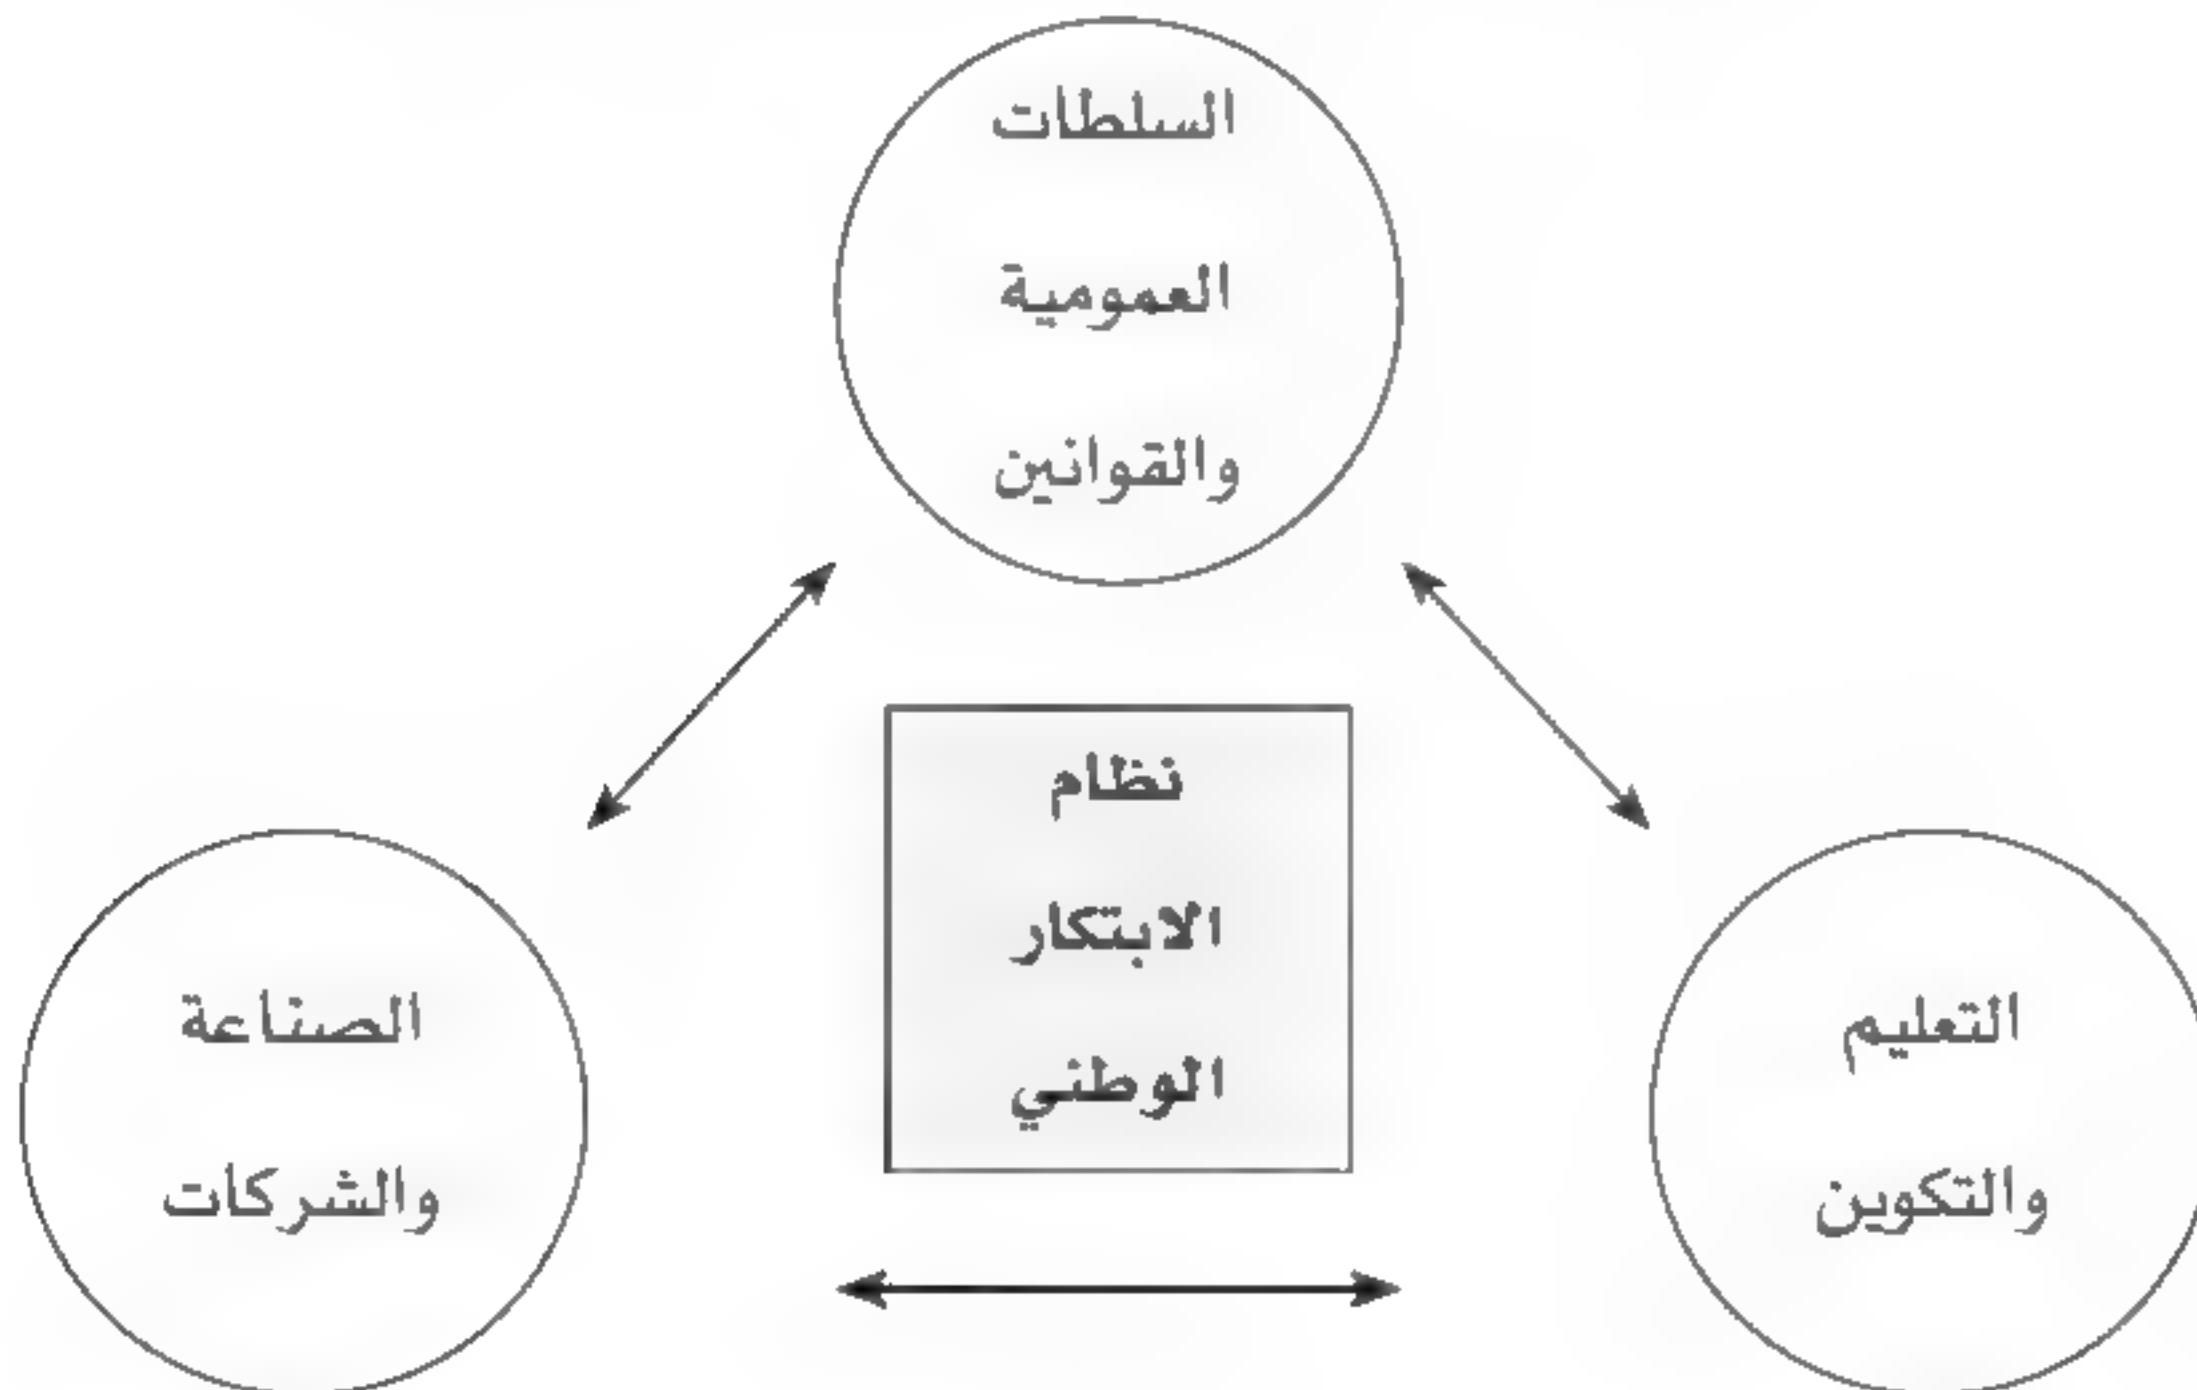 السلطات
العمومية
والقوانين
نظام
الابتكار
الوطني
التعليم
والتكوين
الصناعة
والشركات